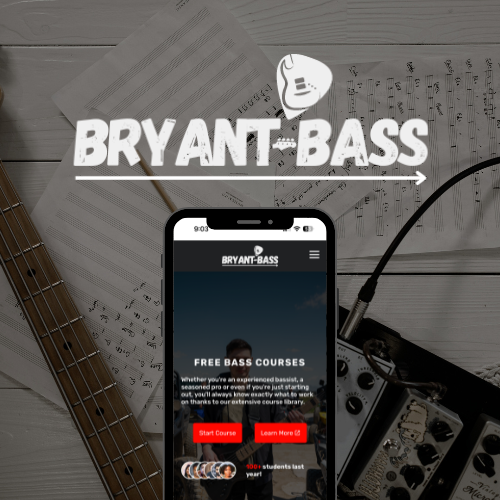 BRYANT-BASS
9:03
BRYANT-BASS
FREE BASS COURSES
Whether you're an experienced bassist, a
seasoned pro or even if you're just starting
out, you'll always know exactly what to work
on thanks to our extensive course library.
Start Course
Learn More
students last
year!